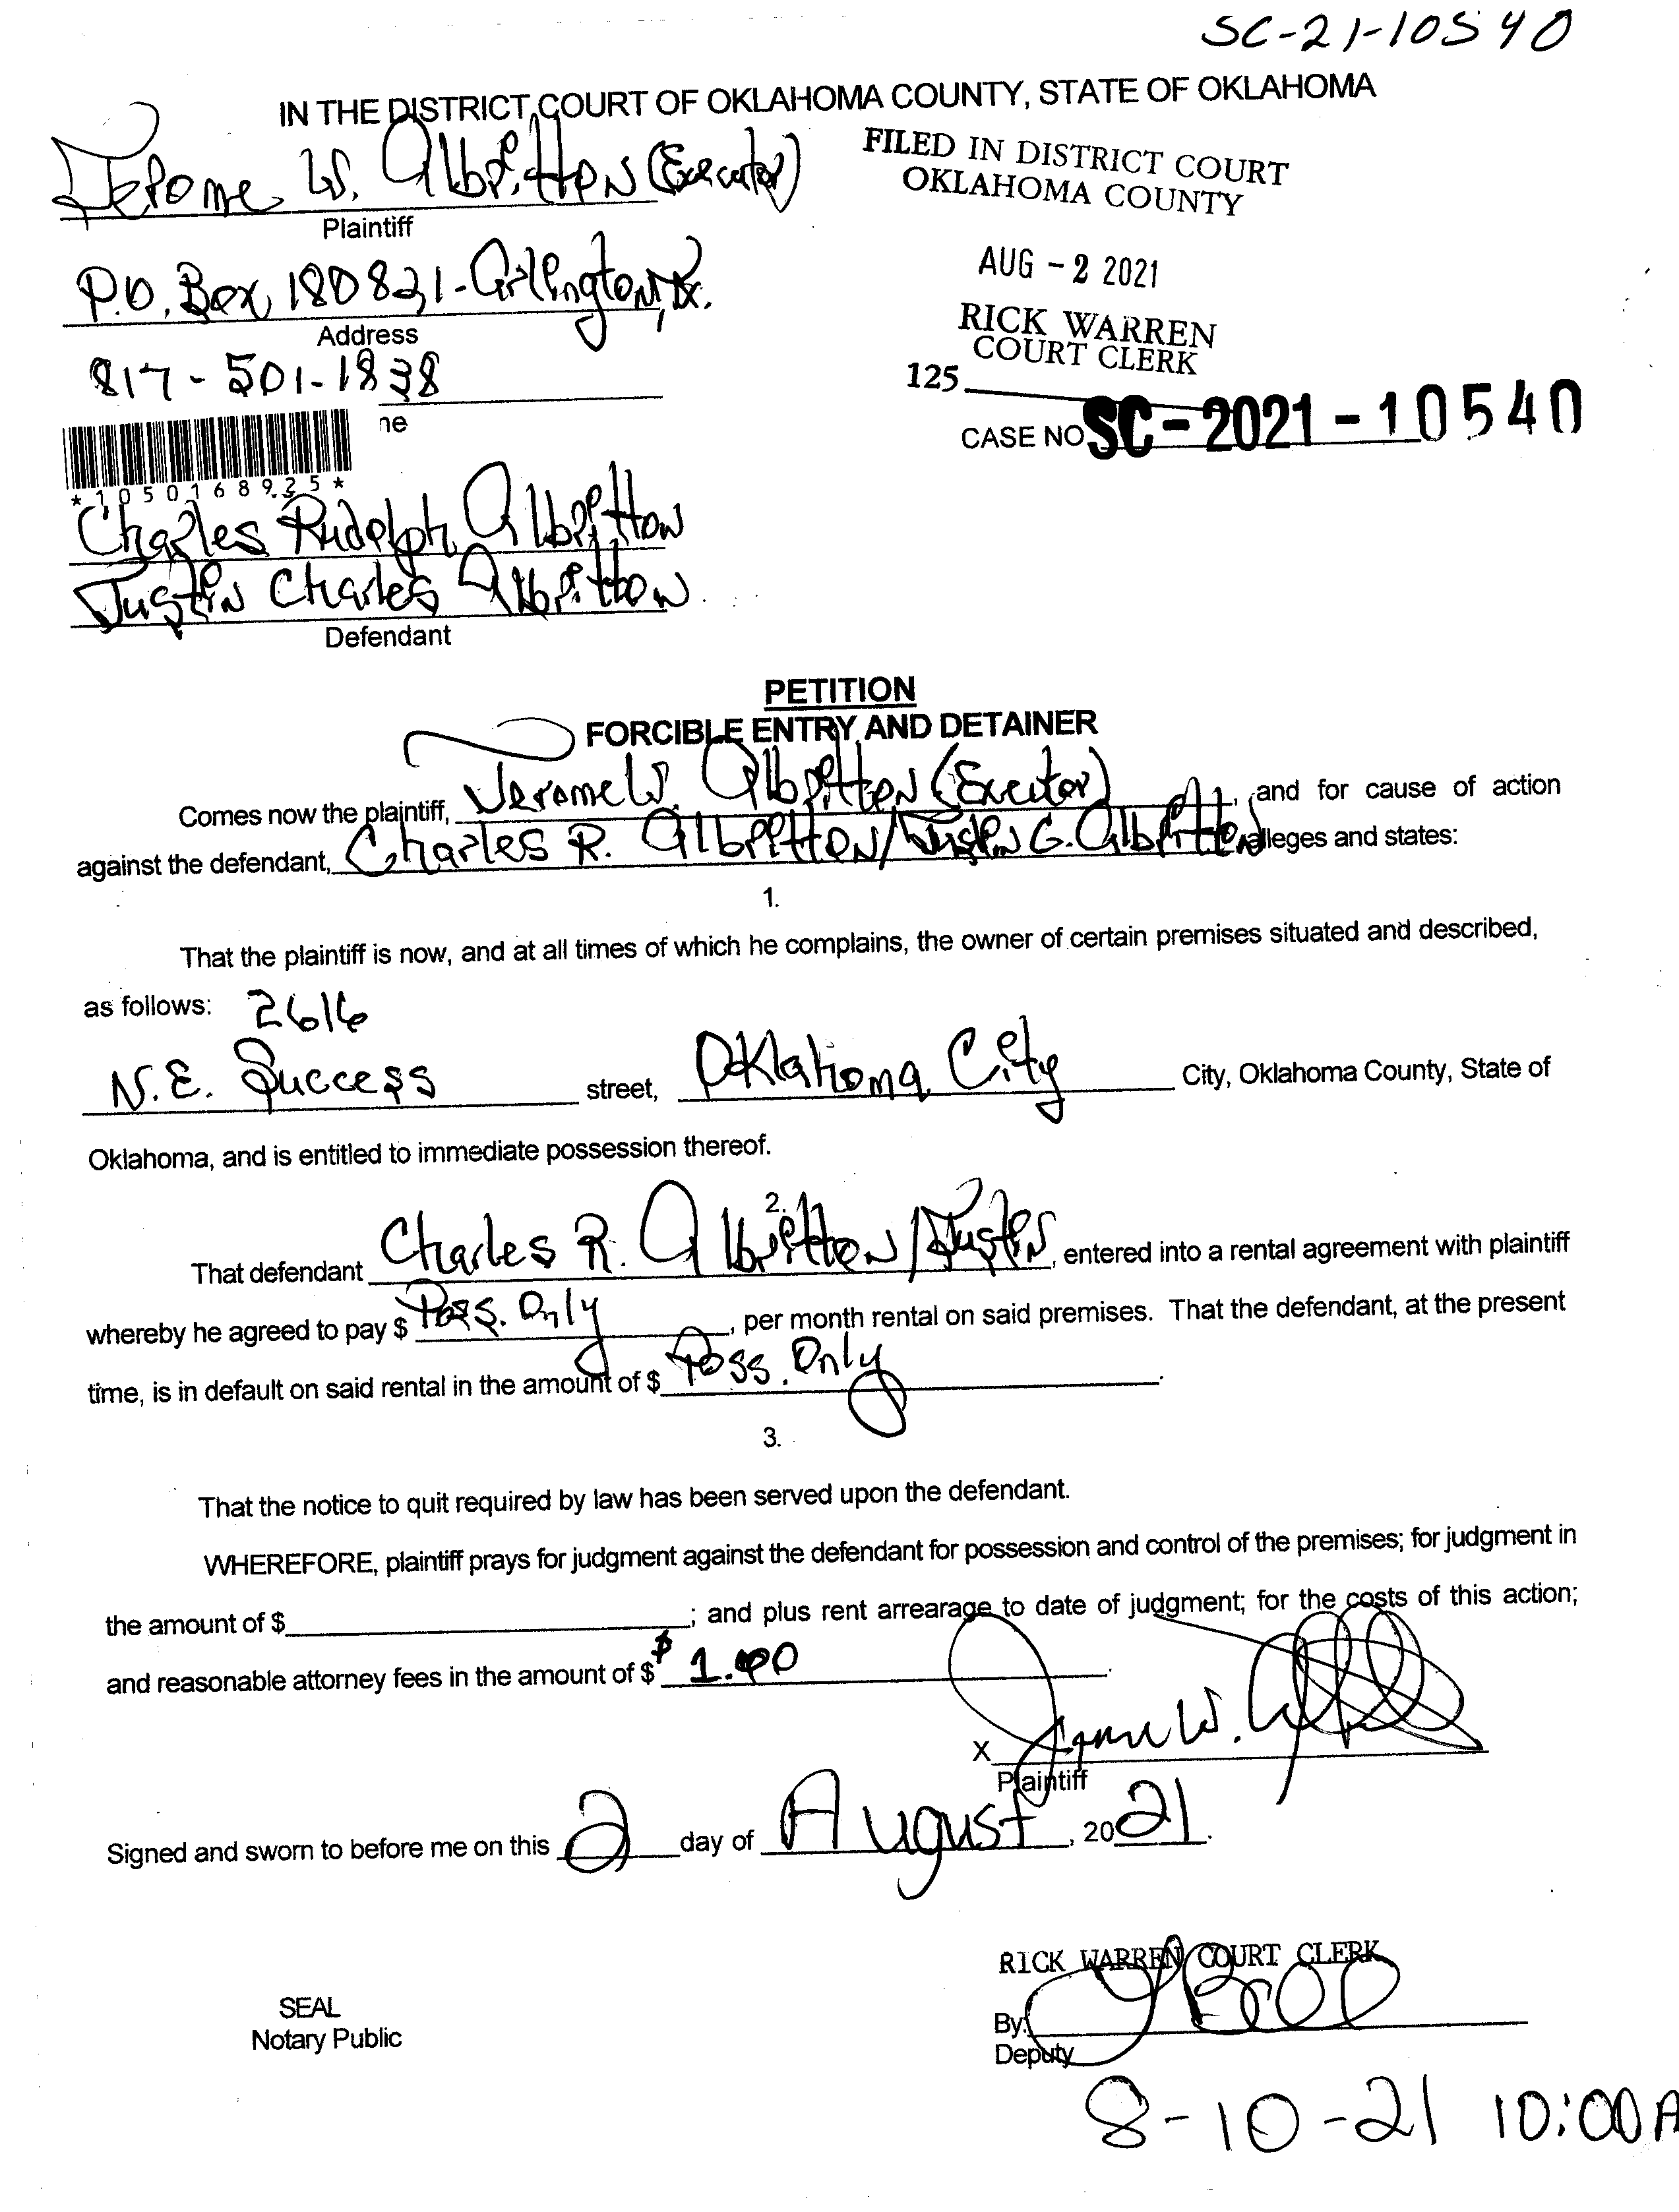 SC-21-10540
IN THE DISTRICT COURT OF OKLAHOMA COUNTY, STATE OF OKLAHOMA
Jerome W. Albritton (Executor)
Plaintiff
FILED IN DISTRICT COURT
OKLAHOMA COUNTY
P.O. Box 180821-Arlington, Tx.
Address
AUG -2 2021
RICK WARREN
COURT CLERK
817-501-1838
125
ne
CASE NO SC-2021-10540
*1050168925*
Charles Rudolph Albritton
Justin Charles Albritton
Defendant
PETITION
FORCIBLE ENTRY AND DETAINER
Comes now the plaintiff, Jerome W. Albritton (Executor), and for cause of action
against the defendant, Charles R. Albritton/Justin C. Albritton alleges and states:
1.
That the plaintiff is now, and at all times of which he complains, the owner of certain premises situated and described,
as follows: 2616
N.E. Success street, Oklahoma City City, Oklahoma County, State of
Oklahoma, and is entitled to immediate possession thereof.
2.
That defendant Charles R. Albritton/Justin, entered into a rental agreement with plaintiff
whereby he agreed to pay $ Poss. Only, per month rental on said premises. That the defendant, at the present
time, is in default on said rental in the amount of $ Poss. Only.
3.
That the notice to quit required by law has been served upon the defendant.
WHEREFORE, plaintiff prays for judgment against the defendant for possession and control of the premises; for judgment in
the amount of $ ; and plus rent arrearage to date of judgment; for the costs of this action;
and reasonable attorney fees in the amount of $ $ 1.00.
X Jerome W. Albritton
Plaintiff
Signed and sworn to before me on this 2 day of August, 2021.
RICK WARREN COURT CLERK
SEAL
Notary Public
By:
Deputy
8-10-21 10:00A